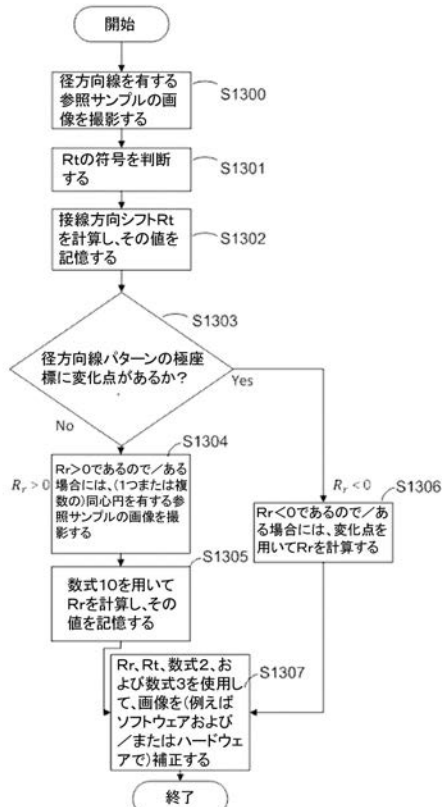 開始
径方向線を有する
参照サンプルの画
像を撮影する
S1300
Rtの符号を判断
する
S1301
接線方向シフトRt
を計算し、その値を
記憶する
S1302
S1303
径方向線パターンの極座
標に変化点があるか?
Yes
No
S1304
Rr > 0
Rr>0であるので/ある
場合には、(1つまたは複
数の)同心円を有する参
照サンプルの画像を撮
影する
Rr < 0
S1306
Rr<0であるので/あ
る場合には、変化点を
用いてRrを計算する
S1305
数式10を用いて
Rrを計算し、その
値を記憶する
S1307
Rr、Rt、数式2、お
よび数式3を使用し
て、画像を(例えば
ソフトウェアおよび
/またはハードウェ
アで)補正する
終了